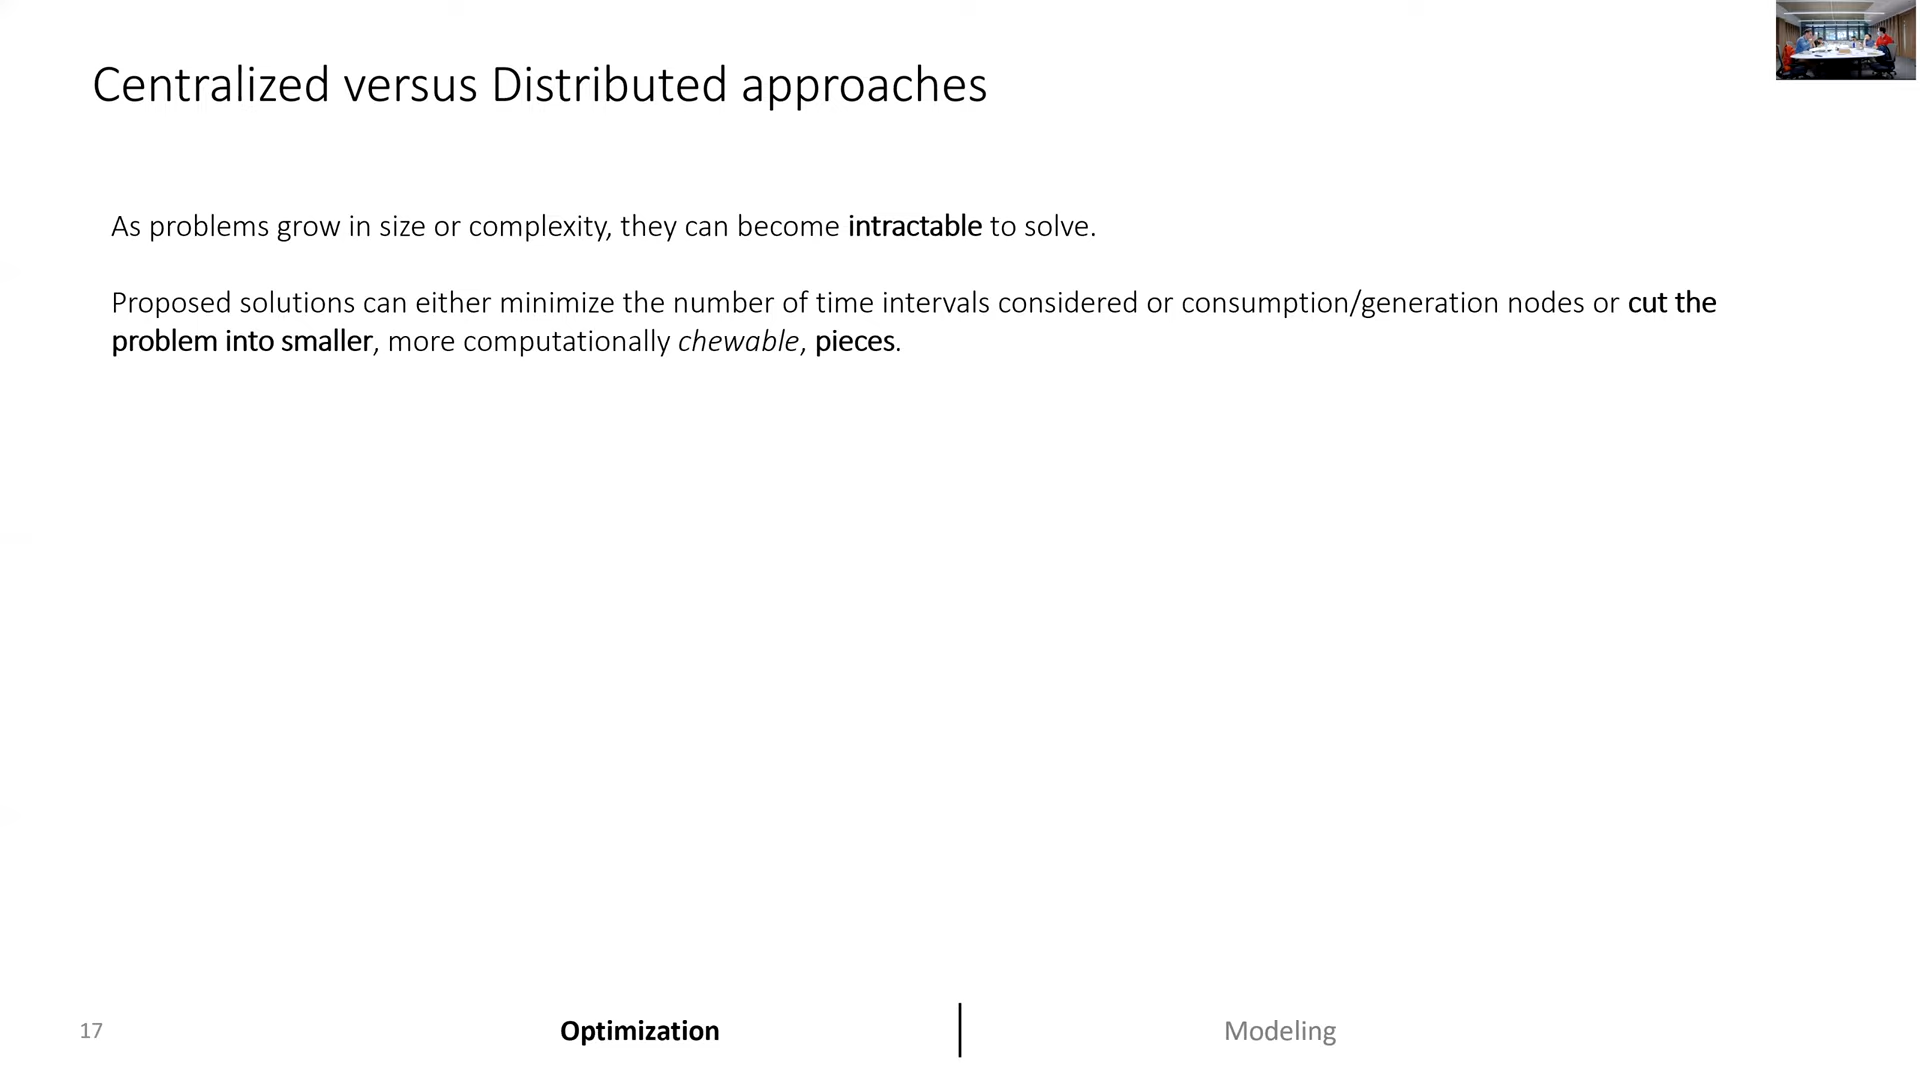 Centralized versus Distributed approaches
As problems grow in size or complexity, they can become intractable to solve.
Proposed solutions can either minimize the number of time intervals considered or consumption/generation nodes or cut the
problem into smaller, more computationally chewable, pieces.
17
Optimization
Modeling